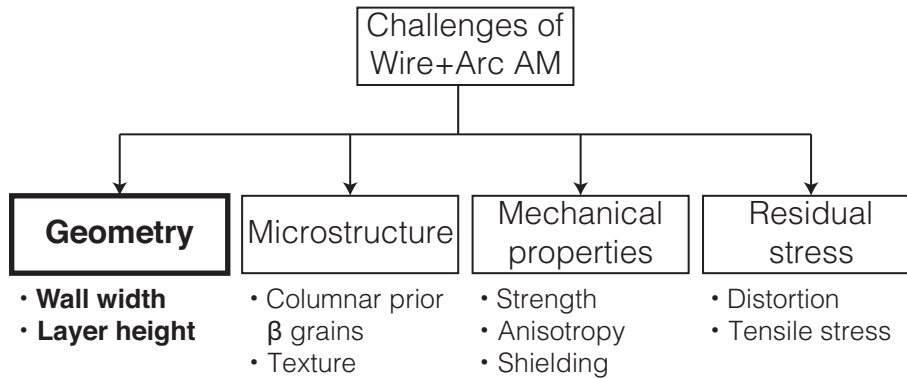 Challenges of
Wire+Arc AM
Geometry
• Wall width
• Layer height
Microstructure
• Columnar prior
β grains
• Texture
Mechanical
properties
• Strength
• Anisotropy
• Shielding
Residual
stress
• Distortion
• Tensile stress